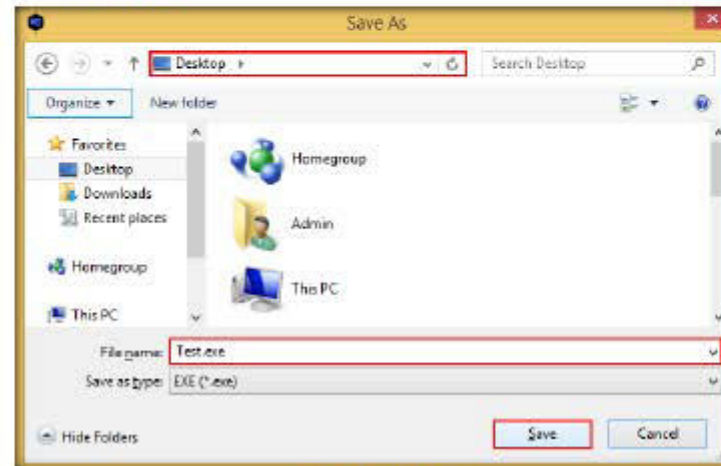 Save As
Desktop
Search Desktop
Organize
New folder
Favorites
Desktop
Downloads
Recent places
Homegroup
This PC
Homegroup
Admin
This PC
File name: Test.exe
Save as type: EXE (*.exe)
Hide Folders
Save
Cancel